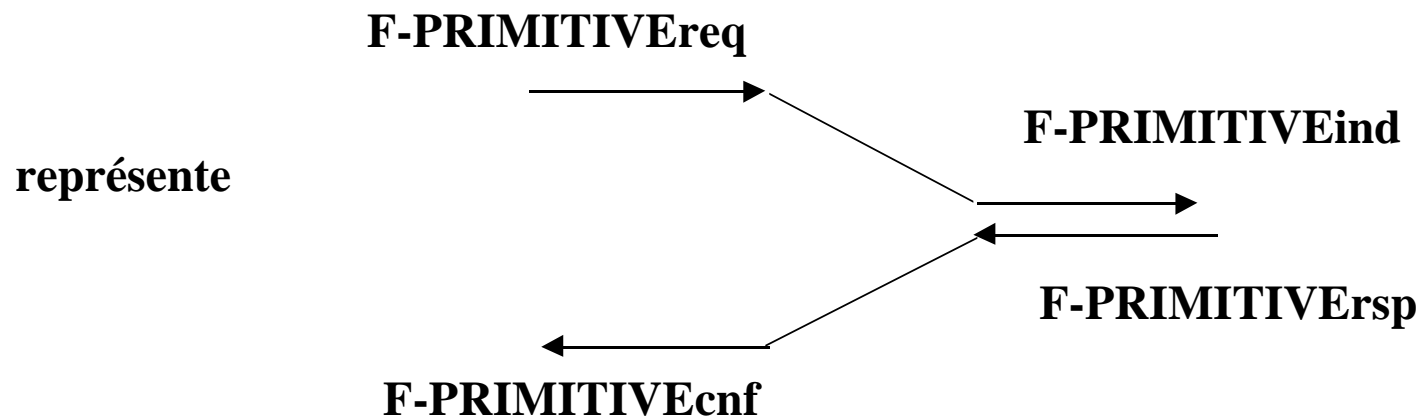 F-PRIMITIVEreq
F-PRIMITIVEind
représente
F-PRIMITIVErsp
F-PRIMITIVEcnf